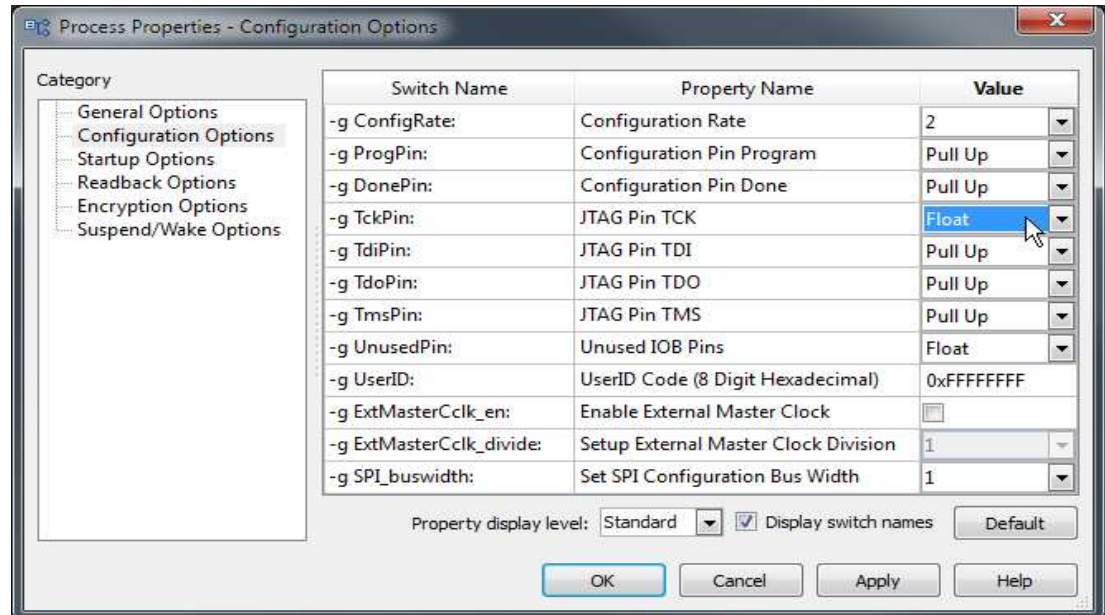 Process Properties - Configuration Options
Category
General Options
Configuration Options
Startup Options
Readback Options
Encryption Options
Suspend/Wake Options
Switch Name Property Name Value
-g ConfigRate: Configuration Rate 2
-g ProgPin: Configuration Pin Program Pull Up
-g DonePin: Configuration Pin Done Pull Up
-g TckPin: JTAG Pin TCK Float
-g TdiPin: JTAG Pin TDI Pull Up
-g TdoPin: JTAG Pin TDO Pull Up
-g TmsPin: JTAG Pin TMS Pull Up
-g UnusedPin: Unused IOB Pins Float
-g UserID: UserID Code (8 Digit Hexadecimal) 0xFFFFFFFF
-g ExtMasterCclk_en: Enable External Master Clock
-g ExtMasterCclk_divide: Setup External Master Clock Division 1
-g SPI_buswidth: Set SPI Configuration Bus Width 1
Property display level: Standard Display switch names Default
OK Cancel Apply Help